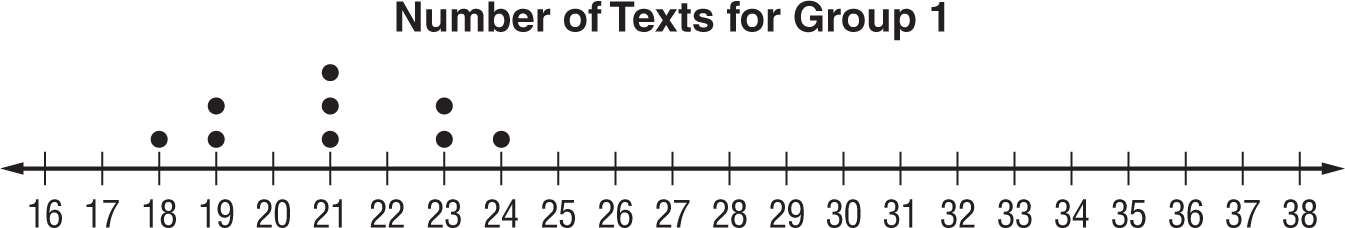 Number of Texts for Group 1
16 17 18 19 20 21 22 23 24 25 26 27 28 29 30 31 32 33 34 35 36 37 38